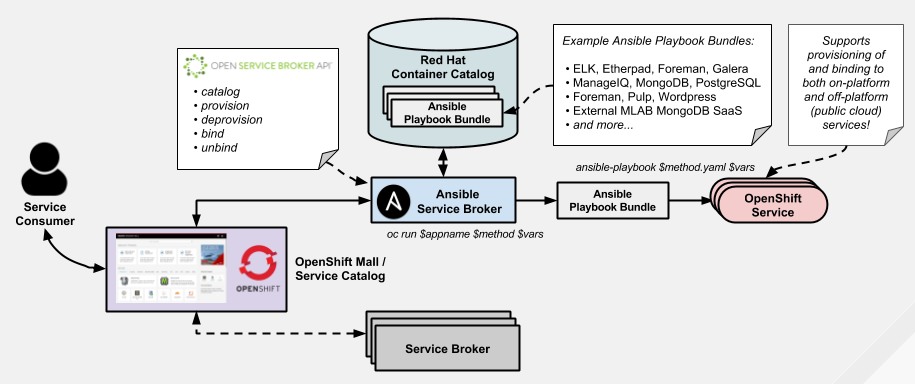 OPEN SERVICE BROKER API
• catalog
• provision
• deprovision
• bind
• unbind
Red Hat
Container Catalog
Ansible
Playbook Bundle
Example Ansible Playbook Bundles:
• ELK, Etherpad, Foreman, Galera
• ManageIQ, MongoDB, PostgreSQL
• Foreman, Pulp, Wordpress
• External MLAB MongoDB SaaS
• and more...
Supports
provisioning of
and binding to
both on-platform
and off-platform
(public cloud)
services!
ansible-playbook $method.yaml $vars
Service
Consumer
Ansible
Service Broker
oc run $appname $method $vars
Ansible
Playbook Bundle
OpenShift
Service
OPENSHIFT
OpenShift Mall /
Service Catalog
Service Broker